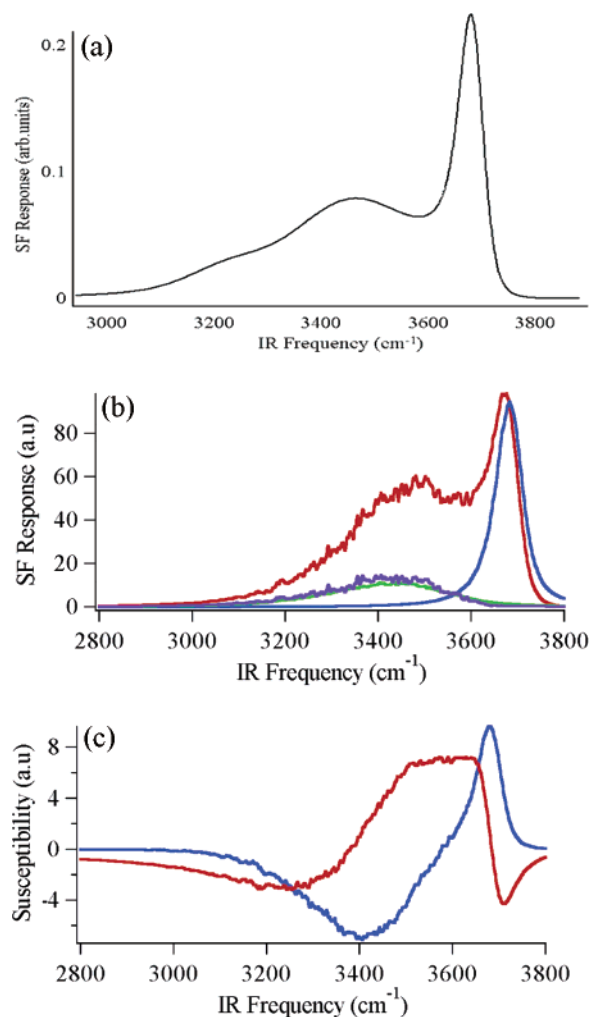 (a)
SF Response (arb.units)
0.2
0.1
0
3000 3200 3400 3600 3800
IR Frequency (cm-1)
(b)
SF Response (a.u)
80
60
40
20
0
2800 3000 3200 3400 3600 3800
IR Frequency (cm-1)
(c)
Susceptibility (a.u)
8
4
0
-4
2800 3000 3200 3400 3600 3800
IR Frequency (cm-1)